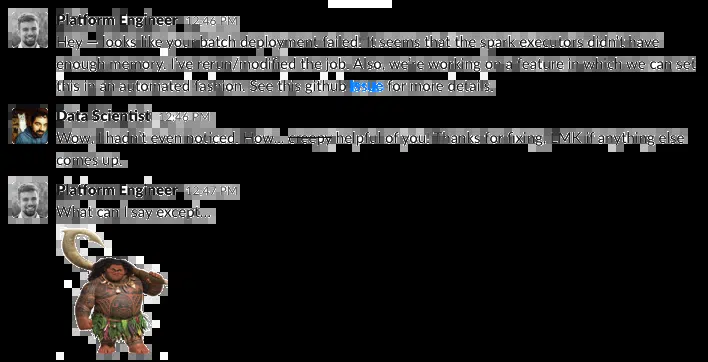 Platform Engineer 12:46 PM
Hey — looks like your batch deployment failed. It seems that the spark executors didn't have
enough memory. I've rerun/modified the job. Also, we're working on a feature in which we can set
this in an automated fashion. See this github issue for more details.
Data Scientist 12:46 PM
Wow, I hadn't even noticed. How... creepy helpful of you. Thanks for fixing, LMK if anything else
comes up.
Platform Engineer 12:47 PM
What can I say except...